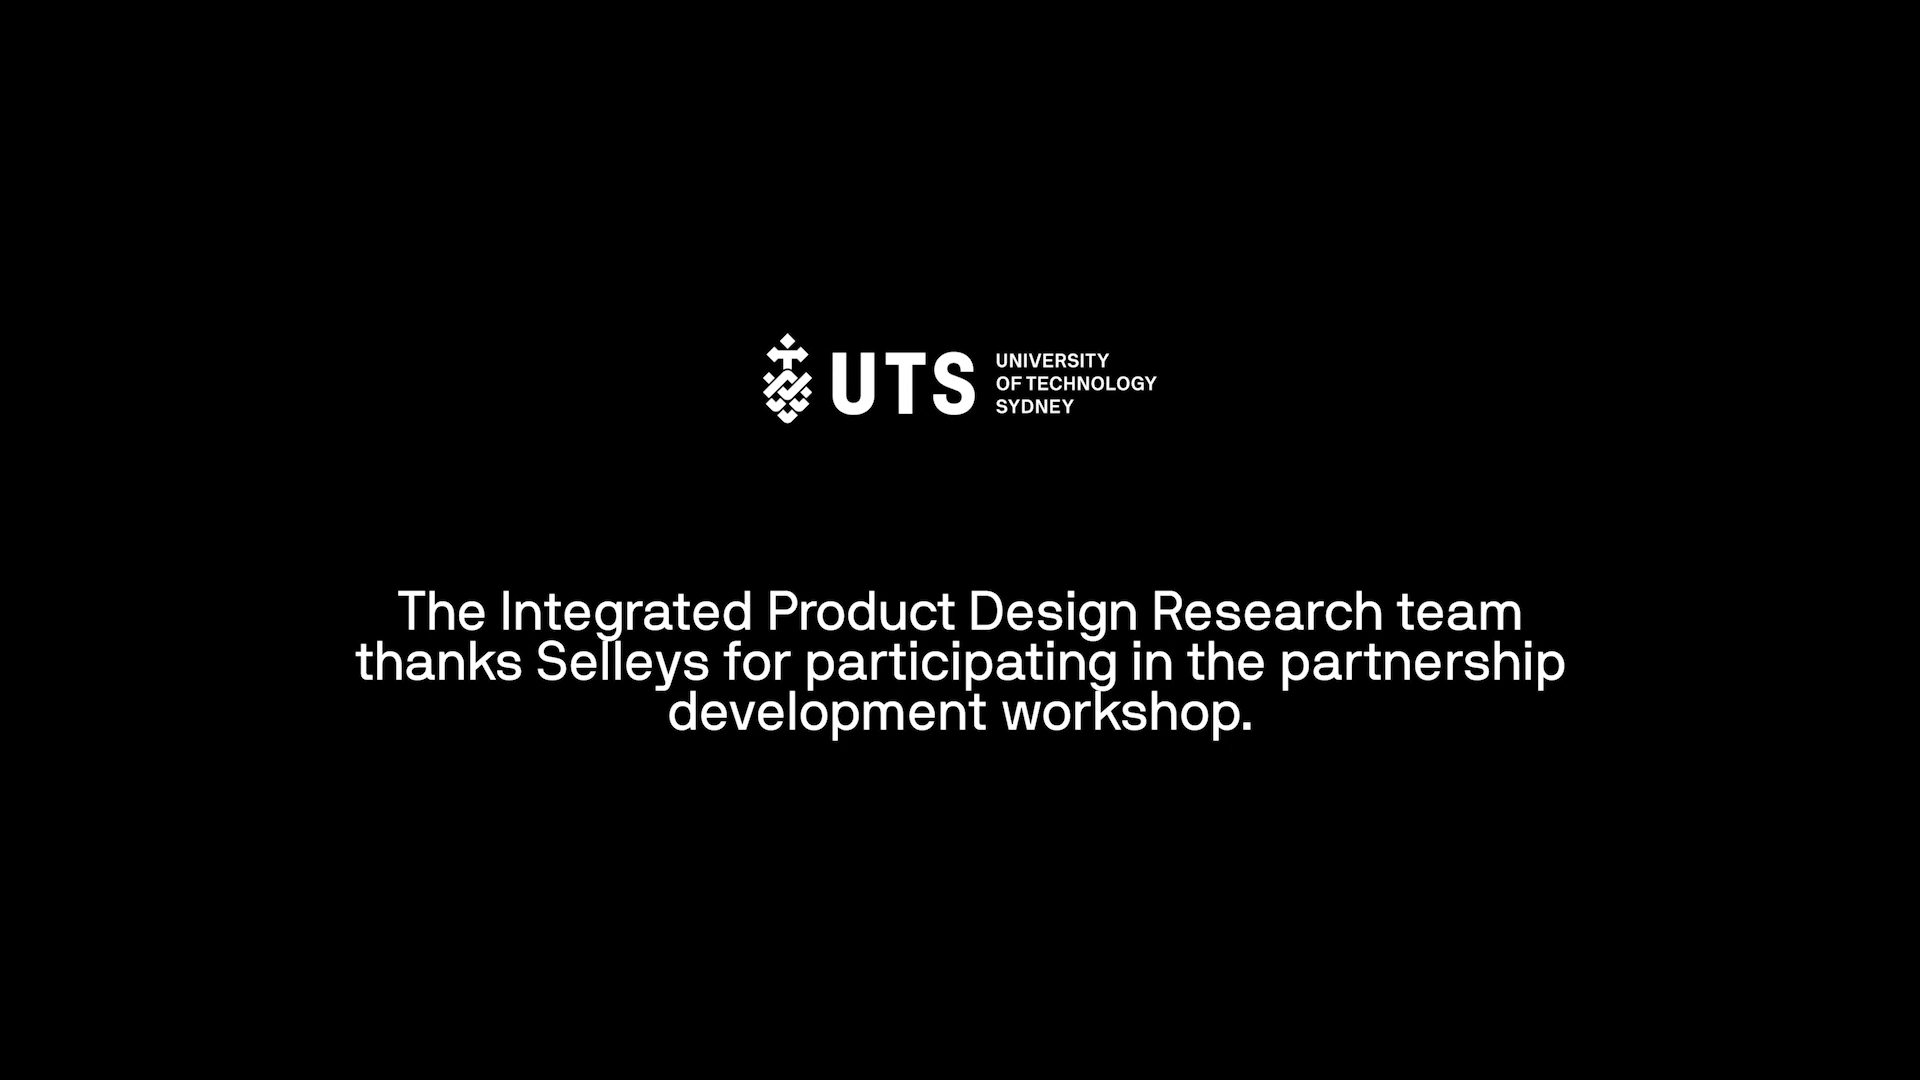 UTS
UNIVERSITY
OF TECHNOLOGY
SYDNEY
The Integrated Product Design Research team
thanks Selleys for participating in the partnership
development workshop.